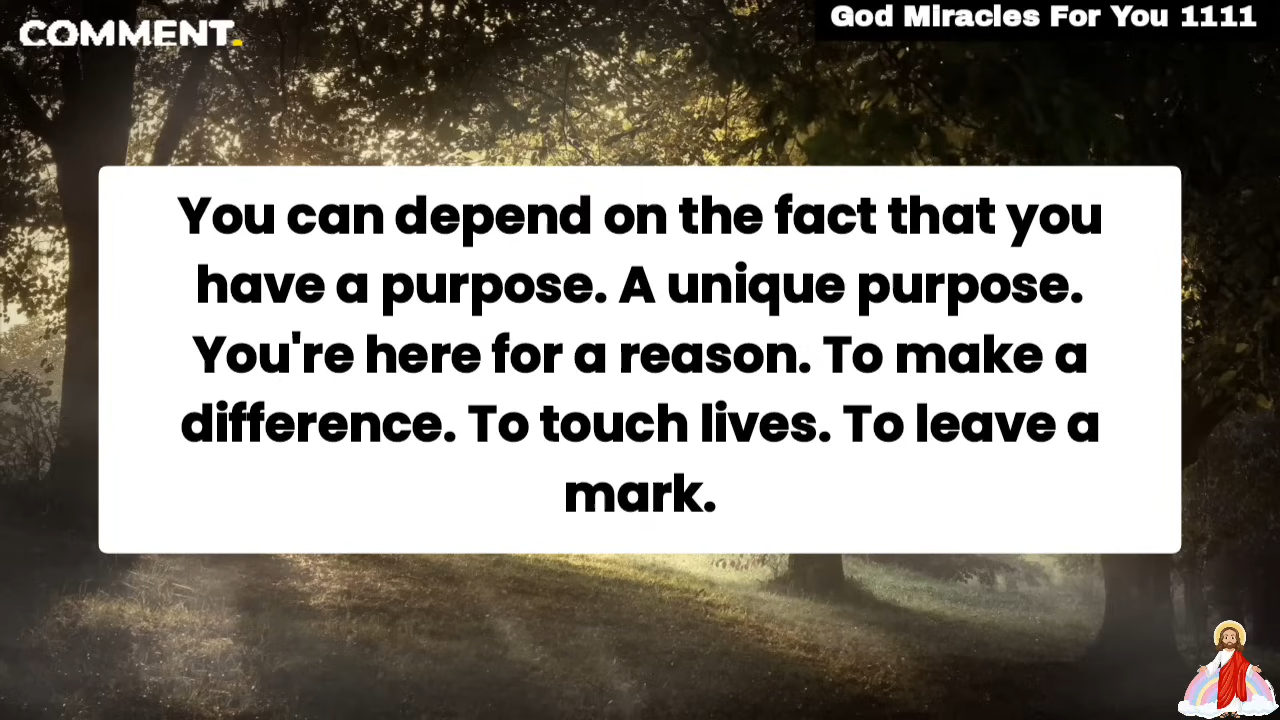 COMMENT.
God Miracles For You 1111
You can depend on the fact that you
have a purpose. A unique purpose.
You're here for a reason. To make a
difference. To touch lives. To leave a
mark.